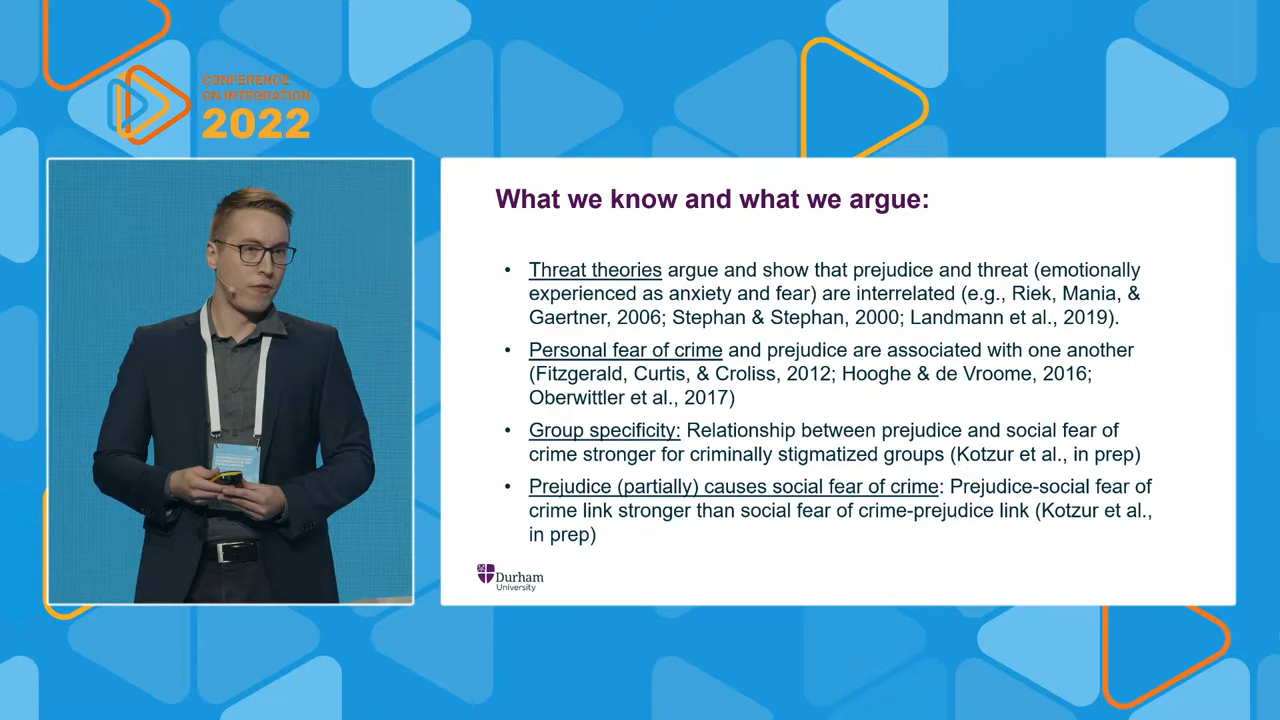 CONFERENCE
ON INTEGRATION
2022
What we know and what we argue:
• Threat theories argue and show that prejudice and threat (emotionally
experienced as anxiety and fear) are interrelated (e.g., Riek, Mania, &
Gaertner, 2006; Stephan & Stephan, 2000; Landmann et al., 2019).
• Personal fear of crime and prejudice are associated with one another
(Fitzgerald, Curtis, & Croliss, 2012; Hooghe & de Vroome, 2016;
Oberwittler et al., 2017)
• Group specificity: Relationship between prejudice and social fear of
crime stronger for criminally stigmatized groups (Kotzur et al., in prep)
• Prejudice (partially) causes social fear of crime: Prejudice-social fear of
crime link stronger than social fear of crime-prejudice link (Kotzur et al.,
in prep)
Durham
University